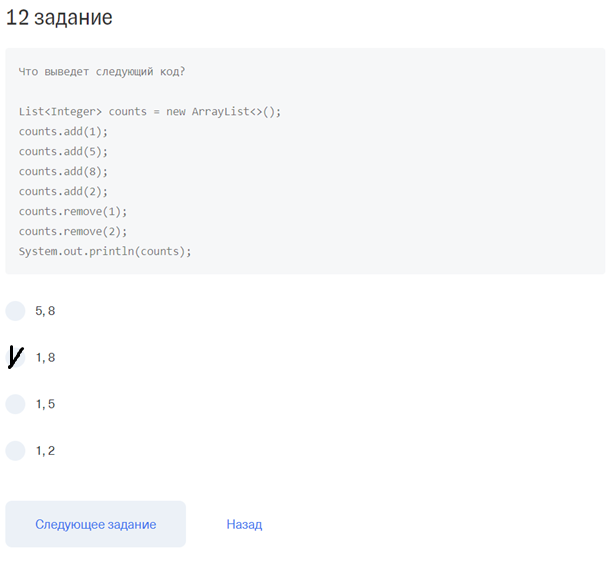 12 задание
Что выведет следующий код?
List<Integer> counts = new ArrayList<>();
counts.add(1);
counts.add(5);
counts.add(8);
counts.add(2);
counts.remove(1);
counts.remove(2);
System.out.println(counts);
5, 8
1, 8
1, 5
1, 2
Следующее задание Назад